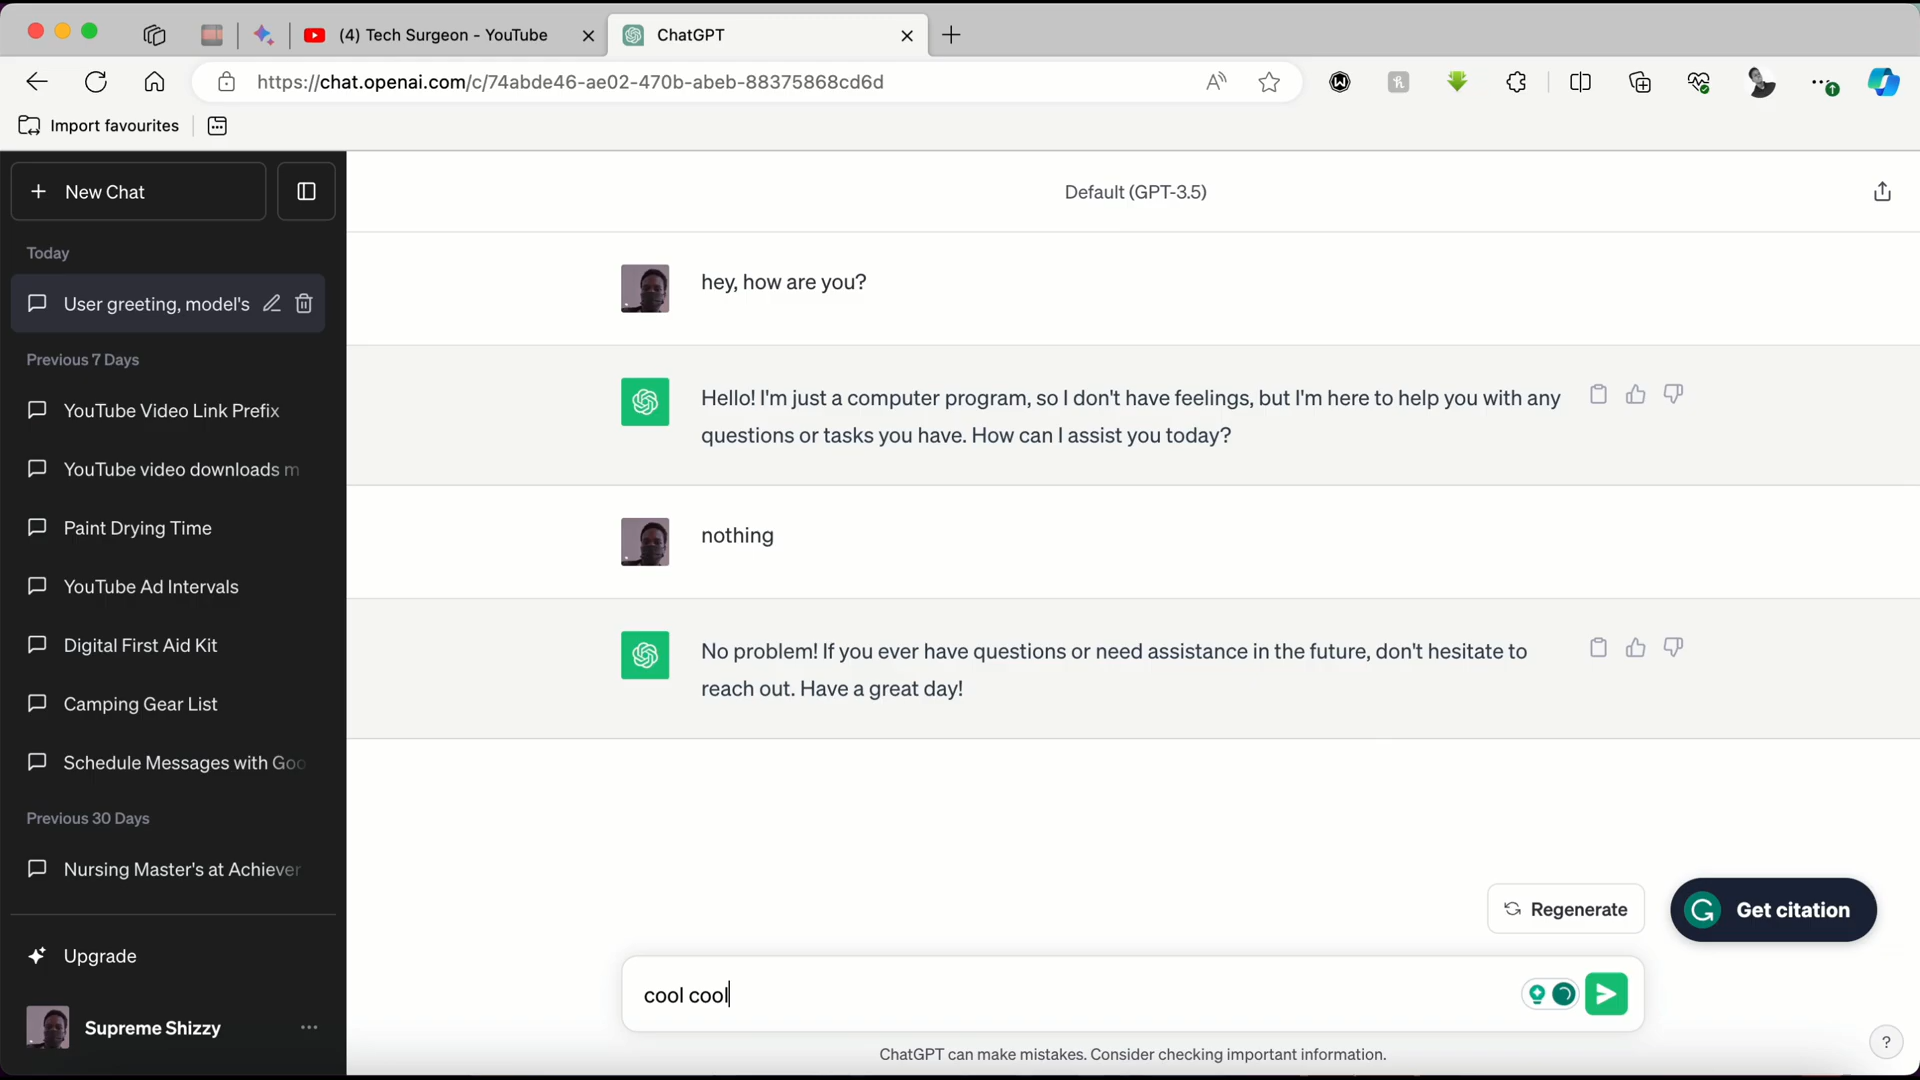 (4) Tech Surgeon - YouTube
ChatGPT
https://chat.openai.com/c/74abde46-ae02-470b-abeb-88375868cd6d
Import favourites
New Chat
Default (GPT-3.5)
Today
User greeting, model's
Previous 7 Days
YouTube Video Link Prefix
YouTube video downloads m
Paint Drying Time
YouTube Ad Intervals
Digital First Aid Kit
Camping Gear List
Schedule Messages with Goo
Previous 30 Days
Nursing Master's at Achiever
Upgrade
Supreme Shizzy
hey, how are you?
Hello! I'm just a computer program, so I don't have feelings, but I'm here to help you with any
questions or tasks you have. How can I assist you today?
nothing
No problem! If you ever have questions or need assistance in the future, don't hesitate to
reach out. Have a great day!
Regenerate
Get citation
cool cool
ChatGPT can make mistakes. Consider checking important information.
?